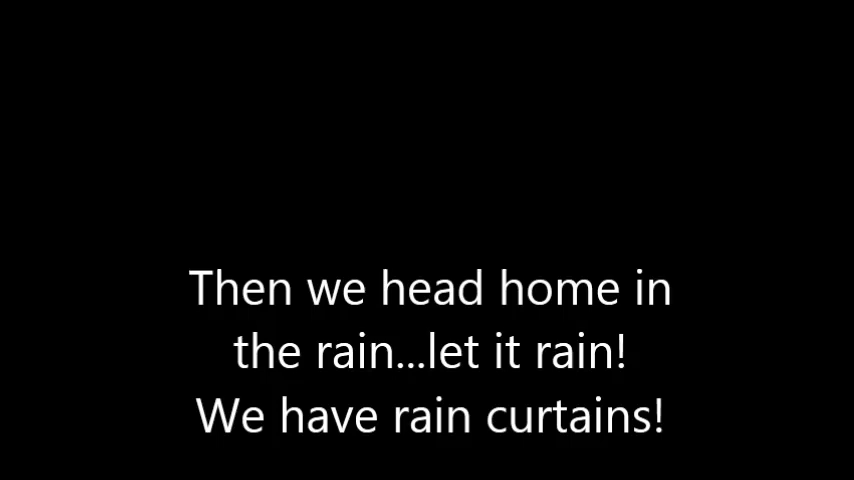 Then we head home in
the rain...let it rain!
We have rain curtains!